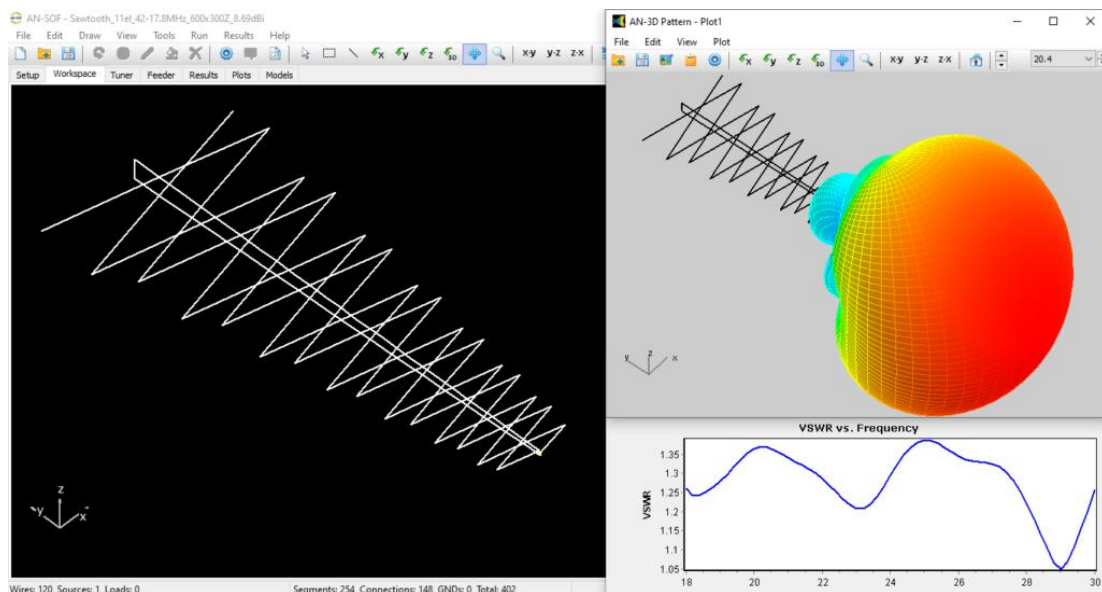 AN-SOF - Sawtooth_11el_42-17.8MHz_600x300Z_8.69dBi
File Edit Draw View Tools Run Results Help
x-y y-z z-x
Setup Workspace Tuner Feeder Results Plots Models
z
y x
Wires: 120 Sources: 1 Loads: 0 Segments: 254 Connections: 148 GNDs: 0 Total: 402
AN-3D Pattern - Plot1
File Edit View Plot
x-y y-z z-x 20.4
y z x
VSWR vs. Frequency
VSWR
1.35
1.3
1.25
1.2
1.15
1.1
1.05
18 20 22 24 26 28 30